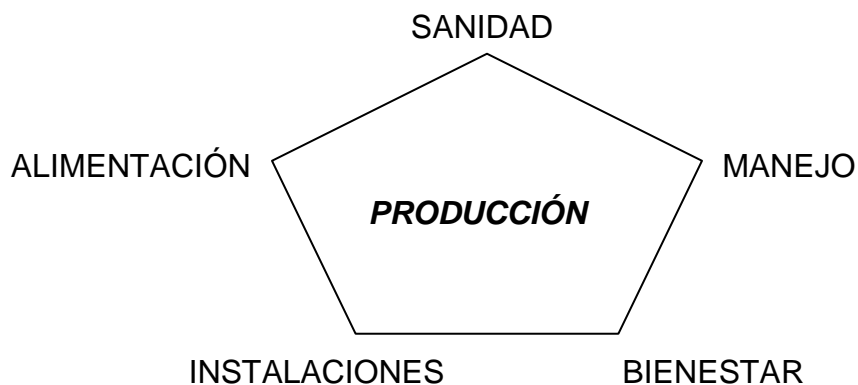 SANIDAD
ALIMENTACIÓN
MANEJO
PRODUCCIÓN
INSTALACIONES
BIENESTAR